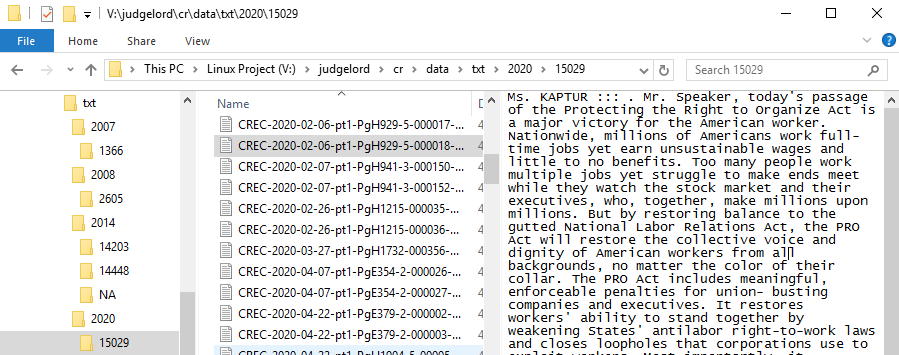 V:\judgelord\cr\data\txt\2020\15029
File Home Share View
This PC Linux Project (V:) judgelord cr data txt 2020 15029
Search 15029
txt
2007
1366
2008
2605
2014
14203
14448
NA
2020
15029
Name
CREC-2020-02-06-pt1-PgH929-5-000017-...
CREC-2020-02-06-pt1-PgH929-5-000018-...
CREC-2020-02-07-pt1-PgH941-3-000150-...
CREC-2020-02-07-pt1-PgH941-3-000152-...
CREC-2020-02-26-pt1-PgH1215-000035-...
CREC-2020-02-26-pt1-PgH1215-000036-...
CREC-2020-03-27-pt1-PgH1732-000356-...
CREC-2020-04-07-pt1-PgE354-2-000026-...
CREC-2020-04-07-pt1-PgE354-2-000027-...
CREC-2020-04-22-pt1-PgE379-2-000002-...
CREC-2020-04-22-pt1-PgE379-2-000003-...
Ms. KAPTUR ::: . Mr. Speaker, today's passage
of the Protecting the Right to Organize Act is
a major victory for the American worker.
Nationwide, millions of Americans work full-
time jobs yet earn unsustainable wages and
little to no benefits. Too many people work
multiple jobs yet struggle to make ends meet
while they watch the stock market and their
executives, who, together, make millions upon
millions. But by restoring balance to the
gutted National Labor Relations Act, the PRO
Act will restore the collective voice and
dignity of American workers from all
backgrounds, no matter the color of their
collar. The PRO Act includes meaningful,
enforceable penalties for union- busting
companies and executives. It restores
workers' ability to stand together by
weakening States' antilabor right-to-work laws
and closes loopholes that corporations use to